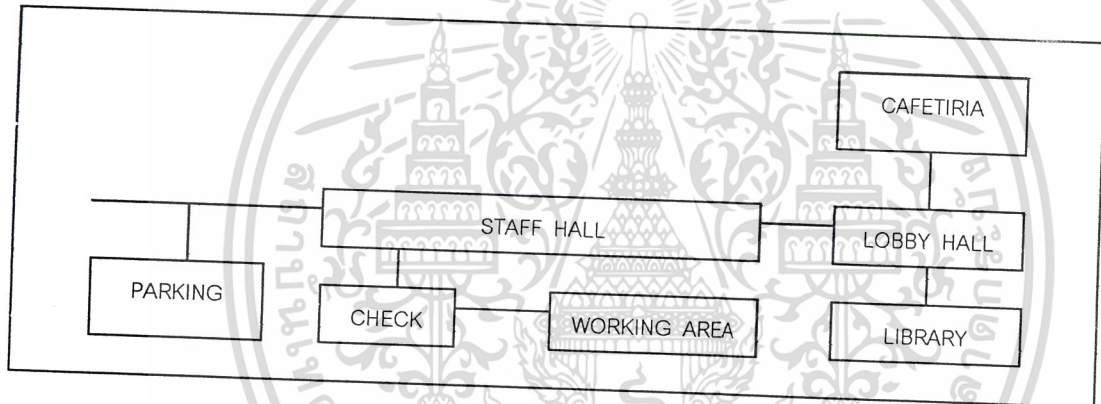 CAFETIRIA
STAFF HALL
LOBBY HALL
PARKING
CHECK
WORKING AREA
LIBRARY